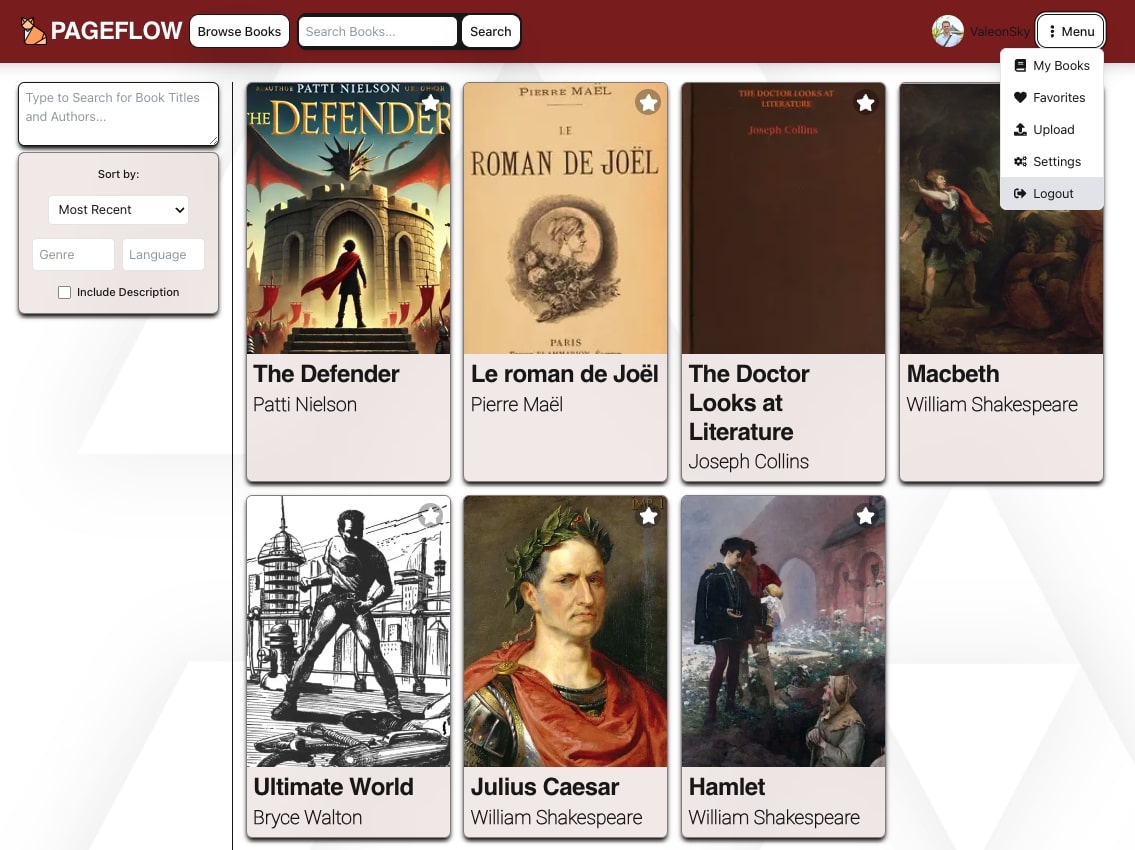 PAGEFLOW
Browse Books
Search Books...
Search
ValeonSky
Menu
My Books
Favorites
Upload
Settings
Logout
Type to Search for Book Titles
and Authors...
Sort by:
Most Recent
Genre
Language
Include Description
AUTHOR PATTI NIELSON
THE DEFENDER
The Defender
Patti Nielson
PIERRE MAËL
LE
ROMAN DE JOËL
PARIS
Le roman de Joël
Pierre Maël
THE DOCTOR LOOKS AT
LITERATURE
Joseph Collins
The Doctor
Looks at
Literature
Joseph Collins
Macbeth
William Shakespeare
Ultimate World
Bryce Walton
Julius Caesar
William Shakespeare
Hamlet
William Shakespeare